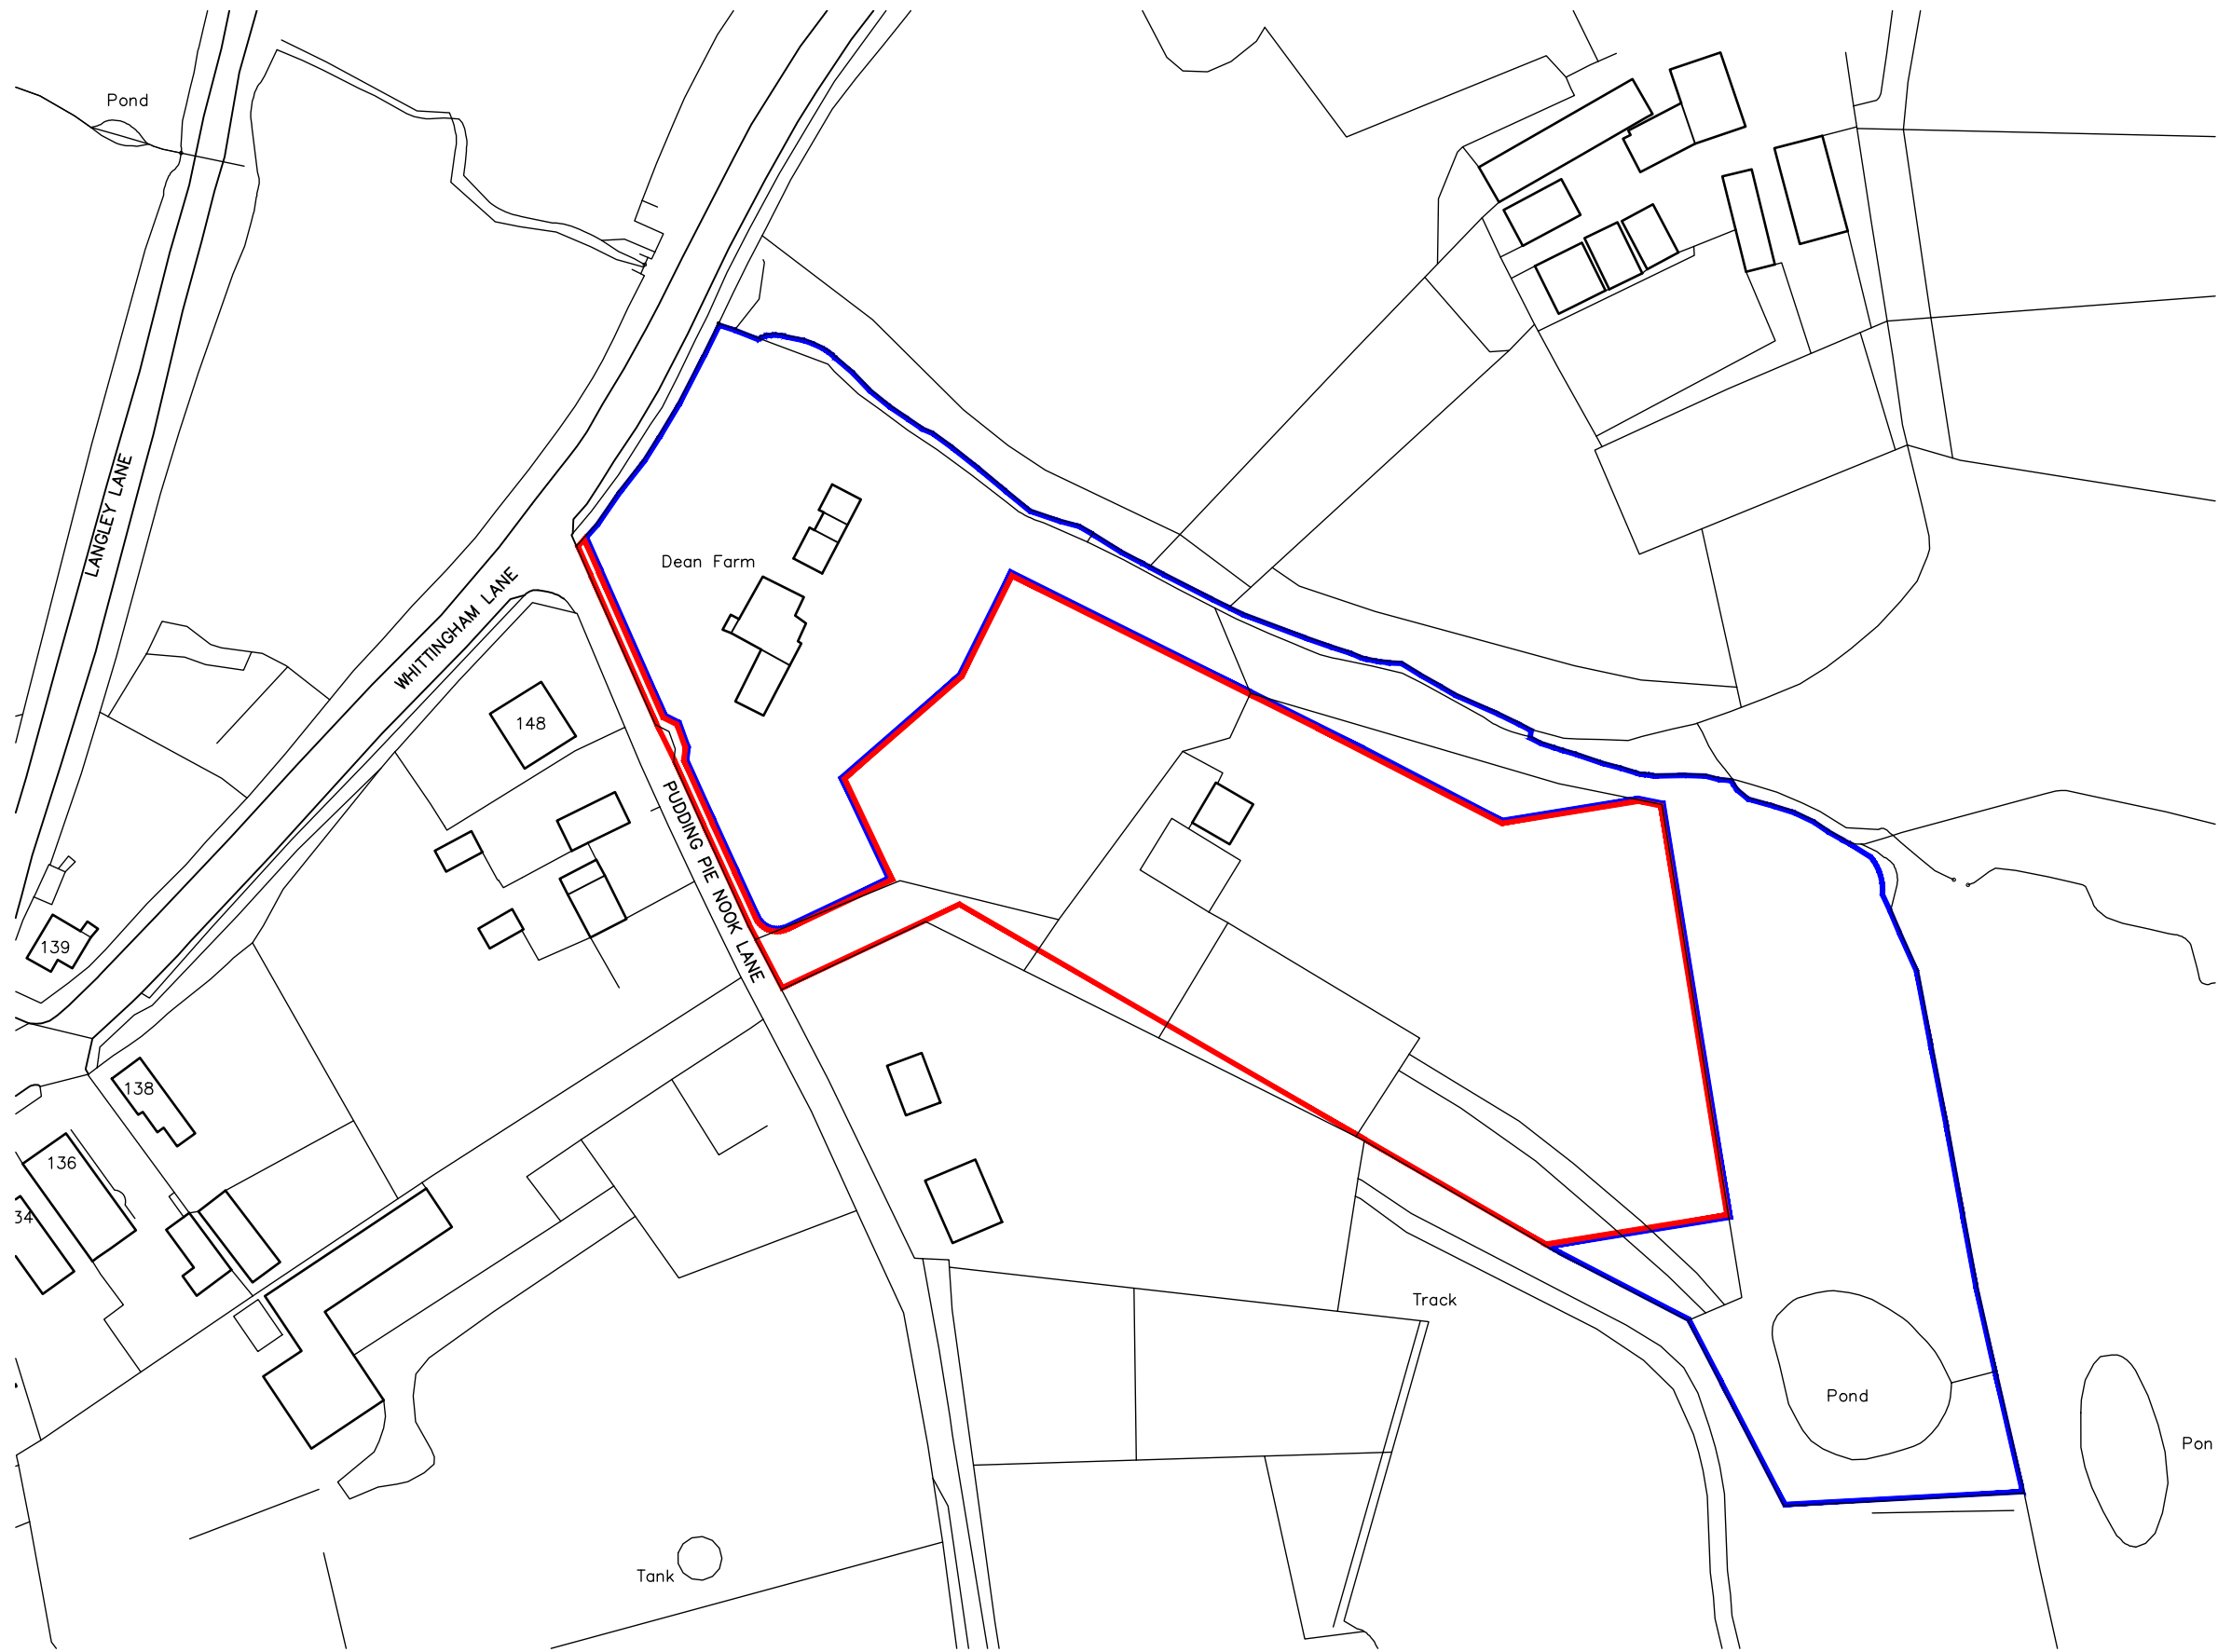 Pond
LANGLEY LANE
WHITTINGHAM LANE
Dean Farm
148
PUDDING PIE NOOK LANE
139
138
136
34
Track
Pond
Pon
Tank